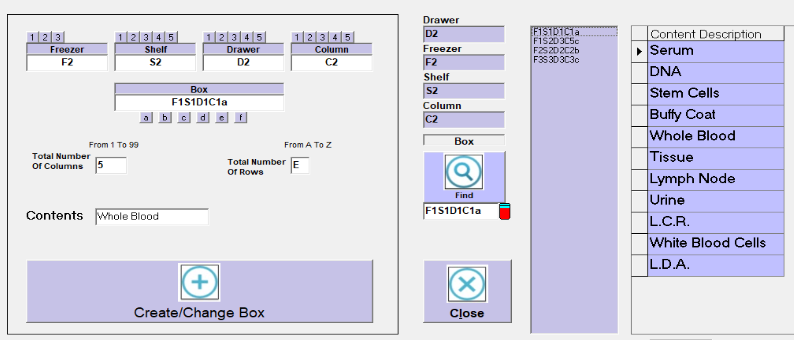 1 2 3
1 2 3 4 5
1 2 3 4 5
1 2 3 4 5
Freezer Shelf Drawer Column
F2 S2 D2 C2
Box
F1S1D1C1a
a b c d e f
From 1 To 99
From A To Z
Total Number
Of Columns
5
Total Number
Of Rows
E
Contents
Whole Blood
Create/Change Box
Drawer
D2
Freezer
F2
Shelf
S2
Column
C2
Box
Find
F1S1D1C1a
Close
F1S1D1C1a
F1S2D3C5c
F2S2D2C2b
F3S3D3C3c
Content Description
Serum
DNA
Stem Cells
Buffy Coat
Whole Blood
Tissue
Lymph Node
Urine
L.C.R.
White Blood Cells
L.D.A.